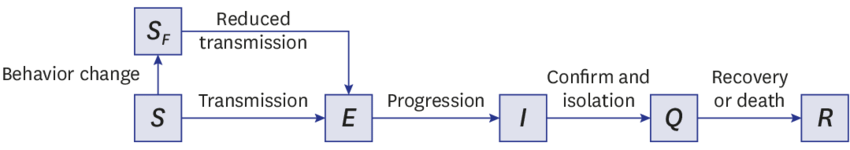 S_F
Reduced
transmission
Behavior change
S
Transmission
E
Progression
I
Confirm and
isolation
Q
Recovery
or death
R